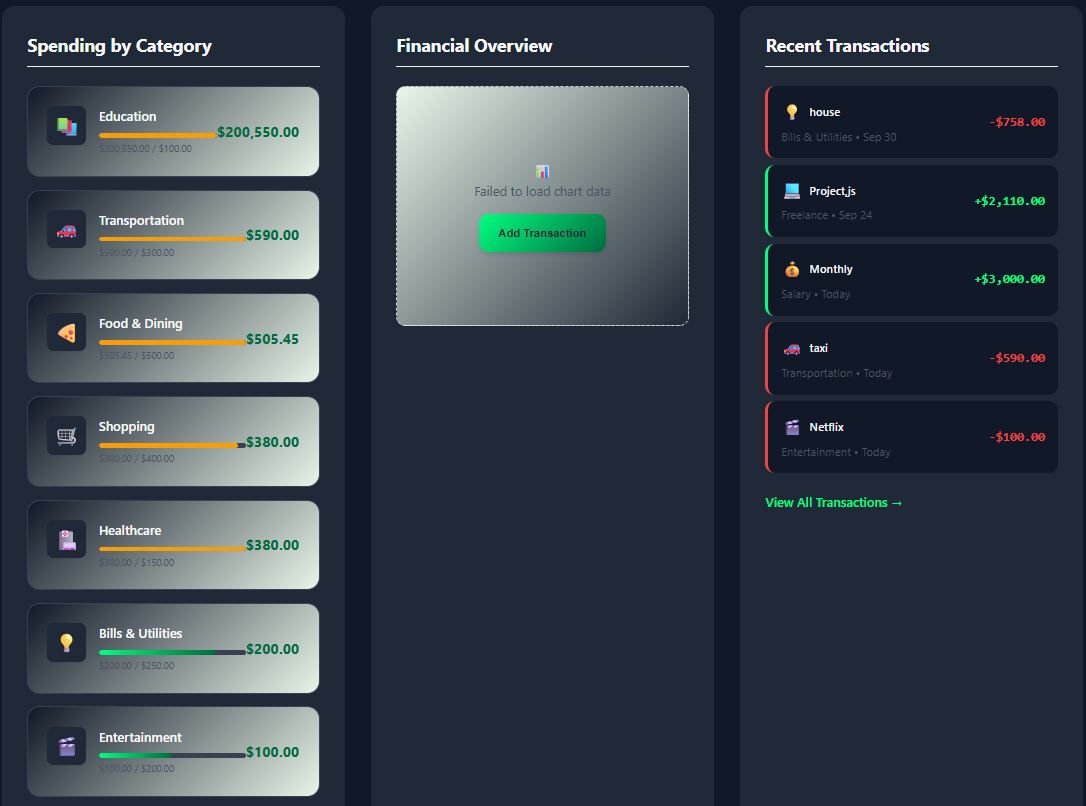 Spending by Category
Education
$200,550.00
$200,550.00 / $100.00
Transportation
$590.00
$590.00 / $300.00
Food & Dining
$505.45
$505.45 / $500.00
Shopping
$380.00
$380.00 / $400.00
Healthcare
$380.00
$380.00 / $150.00
Bills & Utilities
$200.00
$200.00 / $250.00
Entertainment
$100.00
$100.00 / $200.00
Financial Overview
Failed to load chart data
Add Transaction
Recent Transactions
house
-$758.00
Bills & Utilities • Sep 30
Project.js
+$2,110.00
Freelance • Sep 24
Monthly
+$3,000.00
Salary • Today
taxi
-$590.00
Transportation • Today
Netflix
-$100.00
Entertainment • Today
View All Transactions →